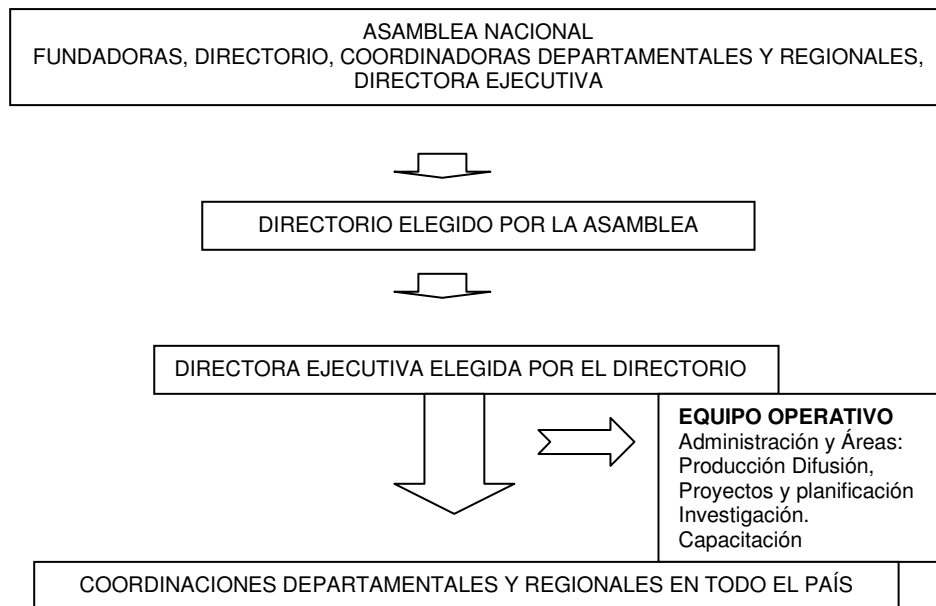 ASAMBLEA NACIONAL
FUNDADORAS, DIRECTORIO, COORDINADORAS DEPARTAMENTALES Y REGIONALES,
DIRECTORA EJECUTIVA
DIRECTORIO ELEGIDO POR LA ASAMBLEA
DIRECTORA EJECUTIVA ELEGIDA POR EL DIRECTORIO
EQUIPO OPERATIVO
Administración y Áreas:
Producción Difusión,
Proyectos y planificación
Investigación.
Capacitación
COORDINACIONES DEPARTAMENTALES Y REGIONALES EN TODO EL PAÍS